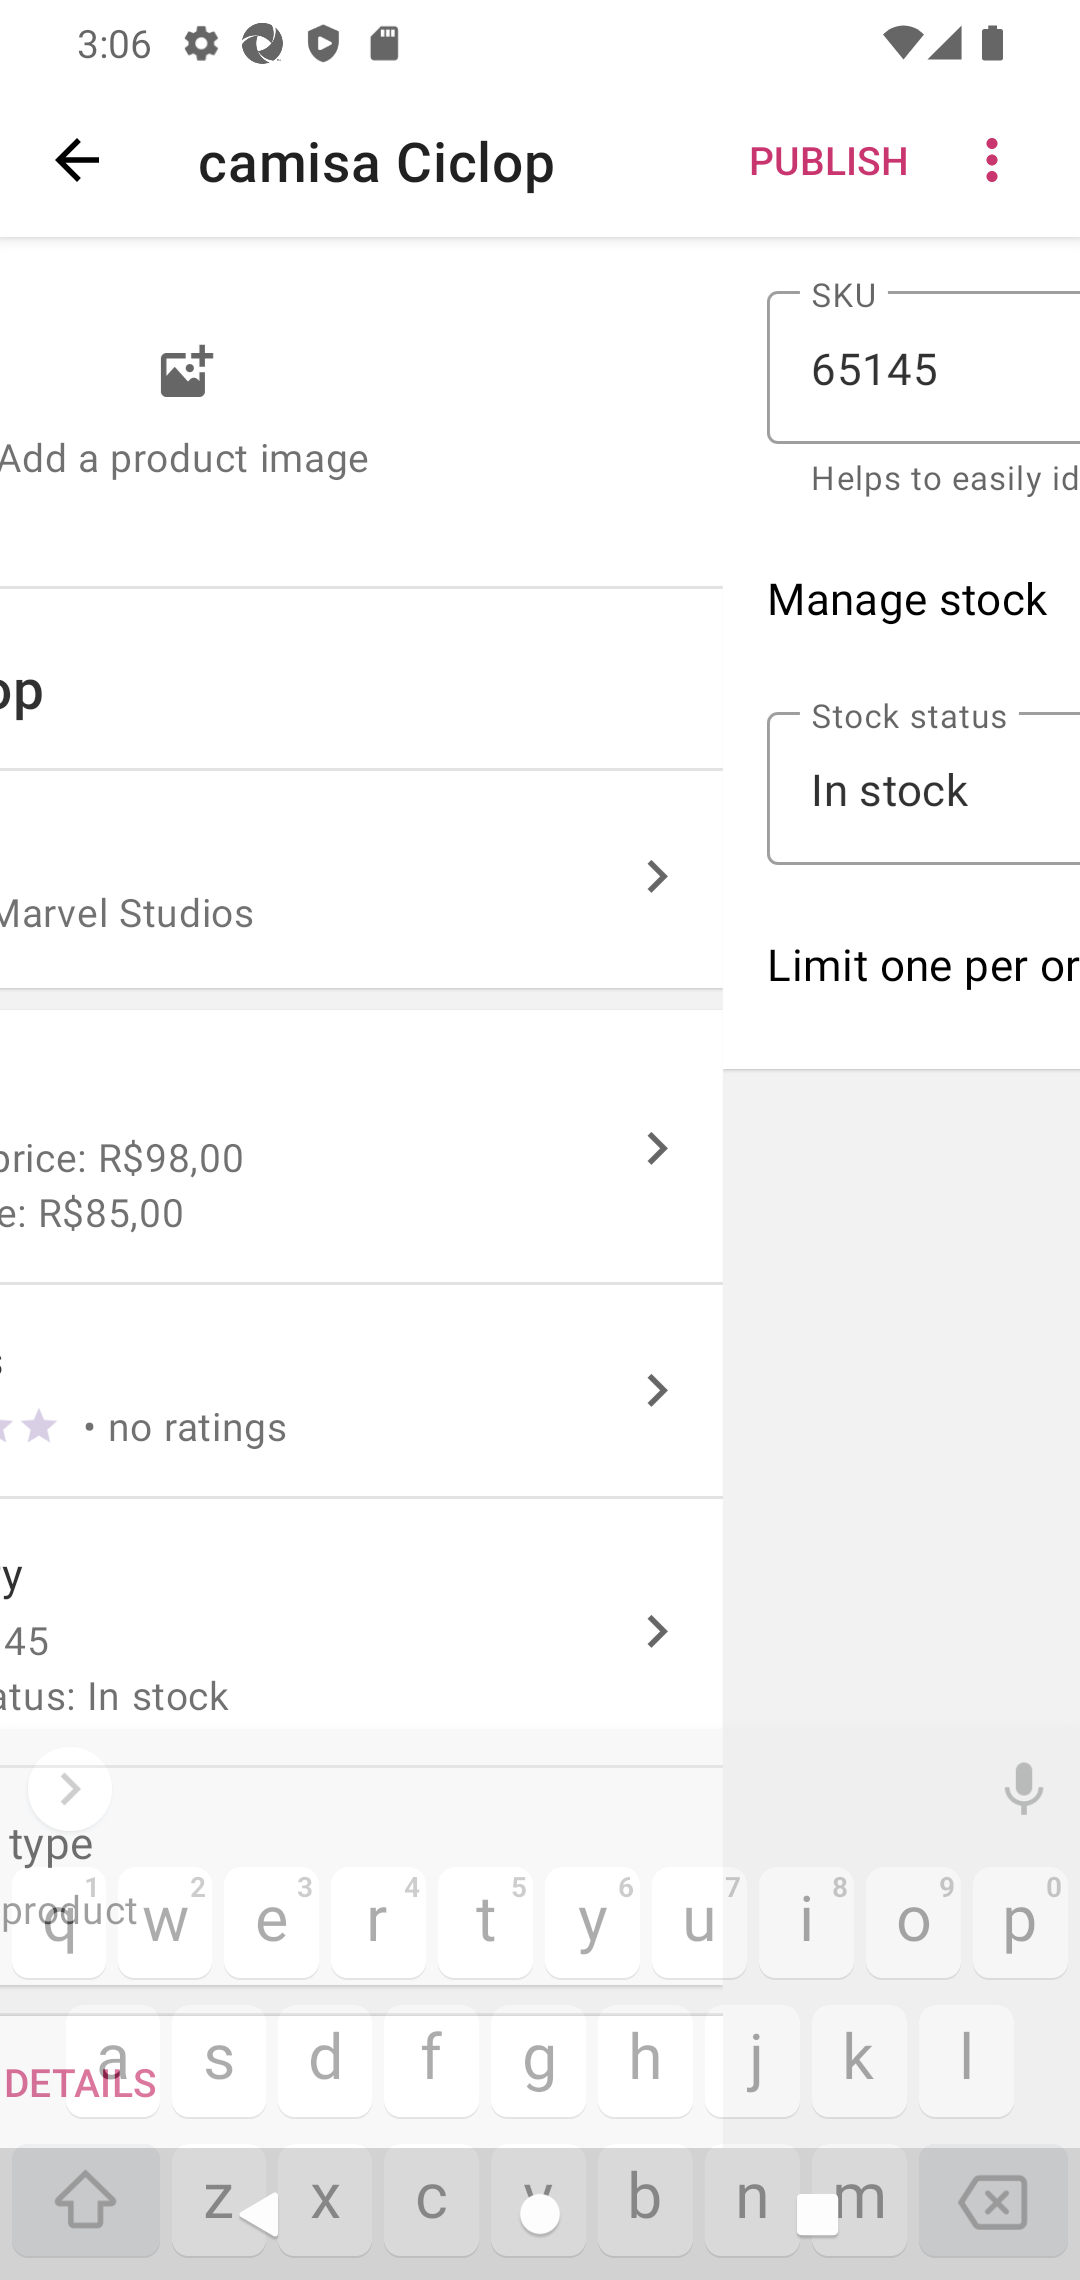 3:06
camisa Ciclop
PUBLISH
SKU
65145
Add a product image
Helps to easily id
Manage stock
op
Stock status
In stock
Marvel Studios
Limit one per or
price: R$98,00
e: R$85,00
s
• no ratings
y
45
atus: In stock
type
product
1 2 3 4 5 6 7 8 9 0
q w e r t y u i o p
a s d f g h j k l
DETAILS
z x c v b n m